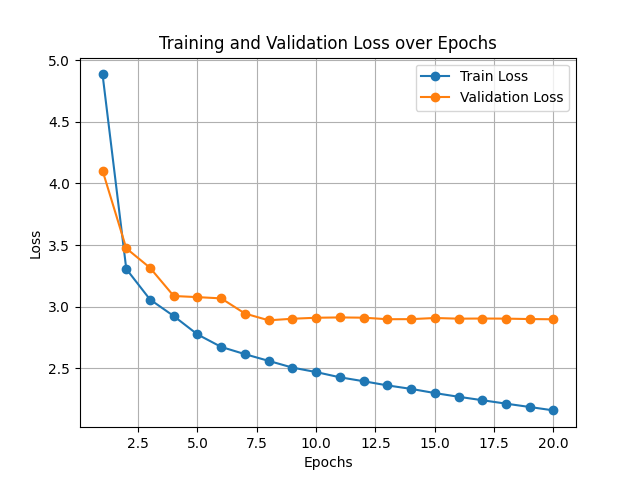 Training and Validation Loss over Epochs
Train Loss
Validation Loss
5.0
4.5
4.0
3.5
3.0
2.5
Loss
2.5
5.0
7.5
10.0
12.5
15.0
17.5
20.0
Epochs